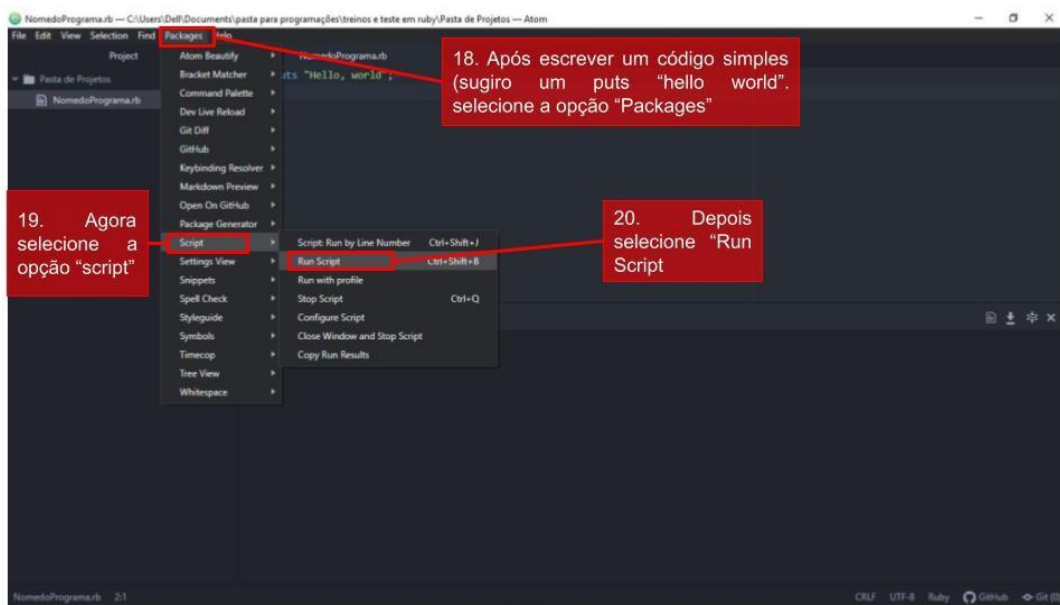 NomedoPrograma.rb — C:\Users\Dell\Documents\pasta para programações\treinos e teste em ruby\Pasta de Projetos — Atom
File Edit View Selection Find Packages Help
Project
Pasta de Projetos
NomedoPrograma.rb
NomedoPrograma.rb
"Hello, world";
18. Após escrever um código simples
(sugiro um puts “hello world”.
selecione a opção “Packages”
Atom Beautify
Bracket Matcher
Command Palette
Dev Live Reload
Git Diff
GitHub
Keybinding Resolver
Markdown Preview
Open On GitHub
Package Generator
Script
Settings View
Snippets
Spell Check
Styleguide
Symbols
Timecop
Tree View
Whitespace
19. Agora
selecione a
opção “script”
Script: Run by Line Number Ctrl+Shift+J
Run Script Ctrl+Shift+B
Run with profile
Stop Script Ctrl+Q
Configure Script
Close Window and Stop Script
Copy Run Results
20. Depois
selecione “Run
Script
NomedoPrograma.rb 2:1
CRLF UTF-8 Ruby GitHub Git (0)